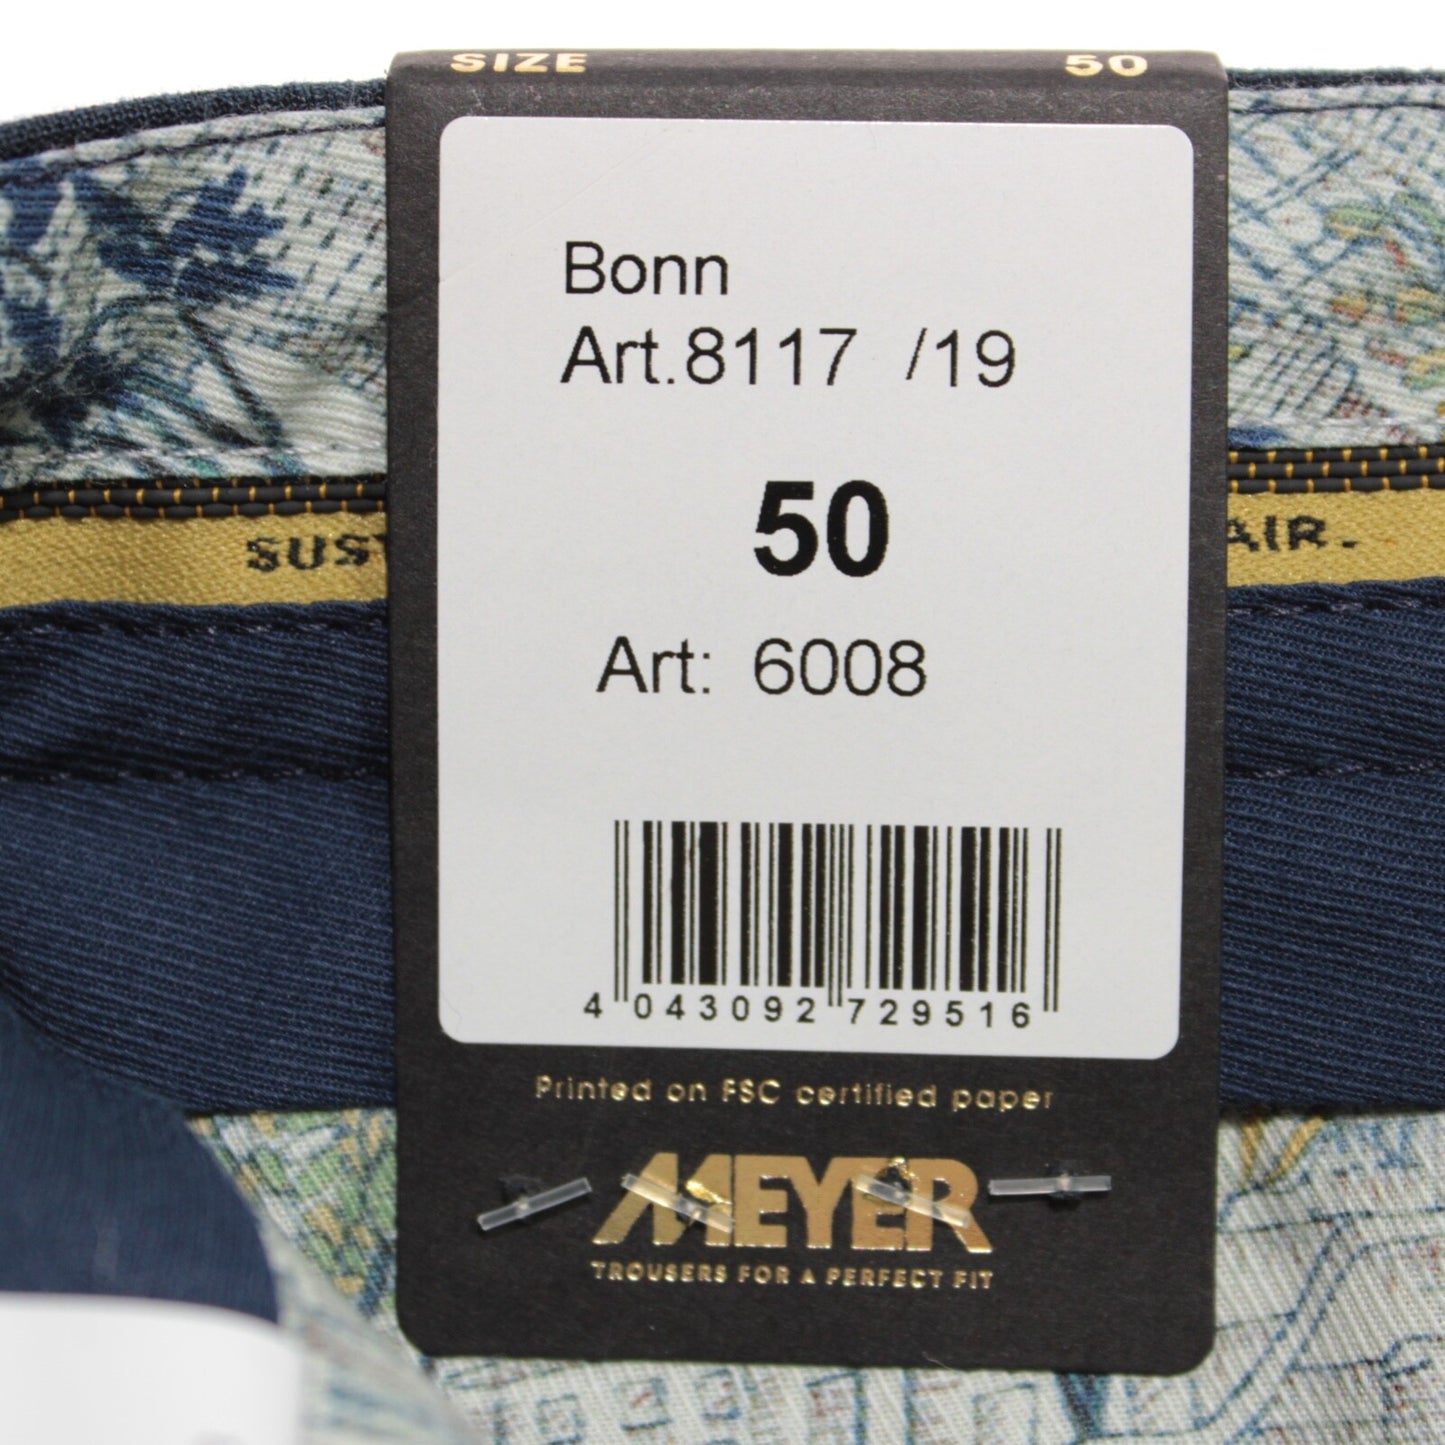 SIZE 50
Bonn
Art.8117 /19
50
Art: 6008
4 043092 729516
Printed on FSC certified paper
MEYER
TROUSERS FOR A PERFECT FIT